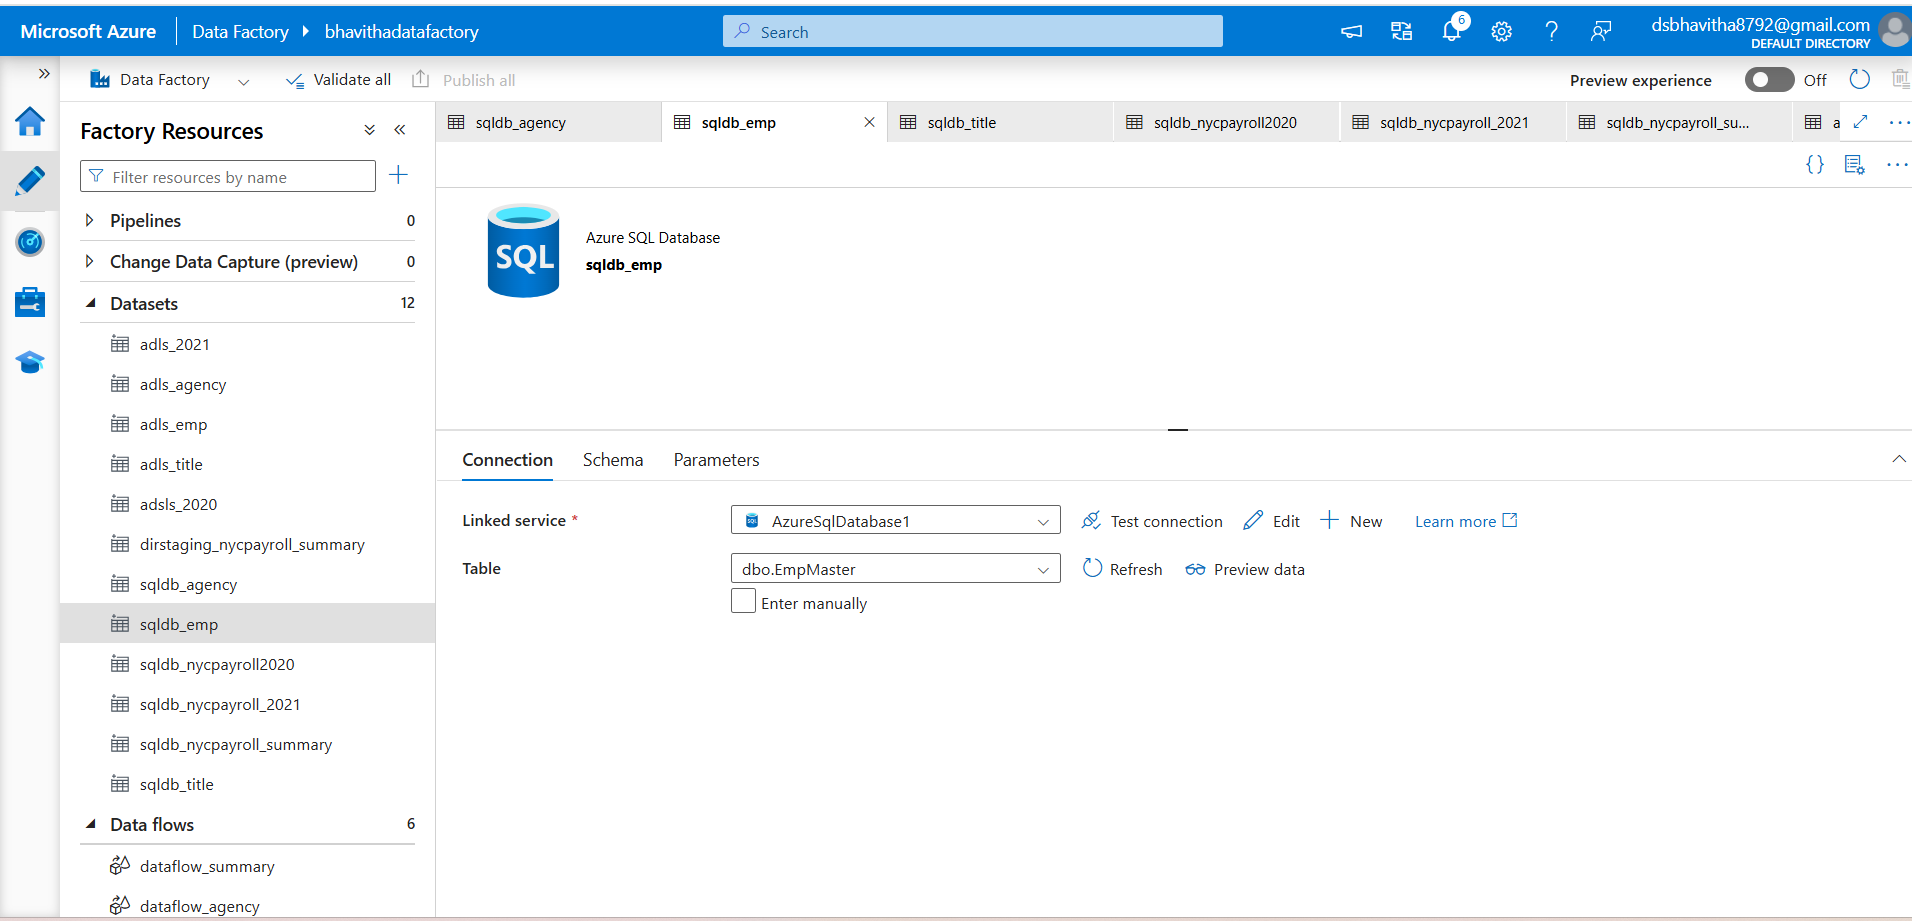 Microsoft Azure
Data Factory
bhavithadatafactory
Search
6
dsbhavitha8792@gmail.com
DEFAULT DIRECTORY
Data Factory
Validate all
Publish all
Preview experience
Off
Factory Resources
Filter resources by name
Pipelines 0
Change Data Capture (preview) 0
Datasets 12
adls_2021
adls_agency
adls_emp
adls_title
adsls_2020
dirstaging_nycpayroll_summary
sqldb_agency
sqldb_emp
sqldb_nycpayroll2020
sqldb_nycpayroll_2021
sqldb_nycpayroll_summary
sqldb_title
Data flows 6
dataflow_summary
dataflow_agency
sqldb_agency
sqldb_emp
sqldb_title
sqldb_nycpayroll2020
sqldb_nycpayroll_2021
sqldb_nycpayroll_su...
a
{}
SQL
Azure SQL Database
sqldb_emp
Connection Schema Parameters
Linked service *
SQL
AzureSqlDatabase1
Test connection
Edit
New
Learn more
Table
dbo.EmpMaster
Refresh
Preview data
Enter manually